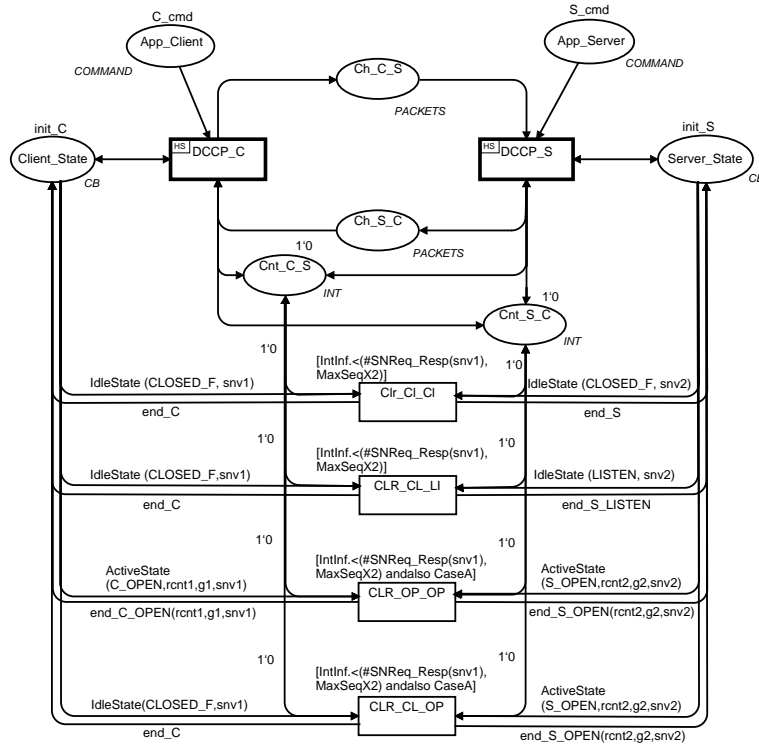 C_cmd
App_Client
COMMAND
S_cmd
App_Server
COMMAND
Ch_C_S
PACKETS
init_C
Client_State
CB
HS
DCCP_C
HS
DCCP_S
init_S
Server_State
Ch_S_C
PACKETS
1'0
Cnt_C_S
INT
1'0
Cnt_S_C
INT
1'0
[IntInf.<(#SNReq_Resp(snv1),
MaxSeqX2)]
1'0
IdleState (CLOSED_F, snv1)
Clr_Cl_Cl
IdleState (CLOSED_F, snv2)
end_C
end_S
1'0
[IntInf.<(#SNReq_Resp(snv1),
MaxSeqX2)]
1'0
IdleState (CLOSED_F,snv1)
CLR_CL_LI
IdleState (LISTEN, snv2)
end_C
end_S_LISTEN
1'0
[IntInf.<(#SNReq_Resp(snv1),
MaxSeqX2) andalso CaseA]
1'0
ActiveState
(C_OPEN,rcnt1,g1,snv1)
CLR_OP_OP
ActiveState
(S_OPEN,rcnt2,g2,snv2)
end_C_OPEN(rcnt1,g1,snv1)
end_S_OPEN(rcnt2,g2,snv2)
1'0
[IntInf.<(#SNReq_Resp(snv1),
MaxSeqX2) andalso CaseA]
1'0
IdleState(CLOSED_F,snv1)
CLR_CL_OP
ActiveState
(S_OPEN,rcnt2,g2,snv2)
end_C
end_S_OPEN(rcnt2,g2,snv2)